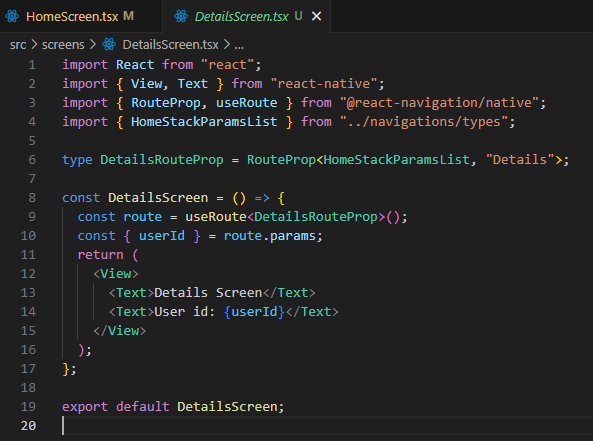 HomeScreen.tsx M DetailsScreen.tsx U ×
src > screens > DetailsScreen.tsx > ...
1 import React from "react";
2 import { View, Text } from "react-native";
3 import { RouteProp, useRoute } from "@react-navigation/native";
4 import { HomeStackParamsList } from "../navigations/types";
5
6 type DetailsRouteProp = RouteProp<HomeStackParamsList, "Details">;
7
8 const DetailsScreen = () => {
9   const route = useRoute<DetailsRouteProp>();
10   const { userId } = route.params;
11   return (
12     <View>
13       <Text>Details Screen</Text>
14       <Text>User id: {userId}</Text>
15     </View>
16   );
17 };
18
19 export default DetailsScreen;
20